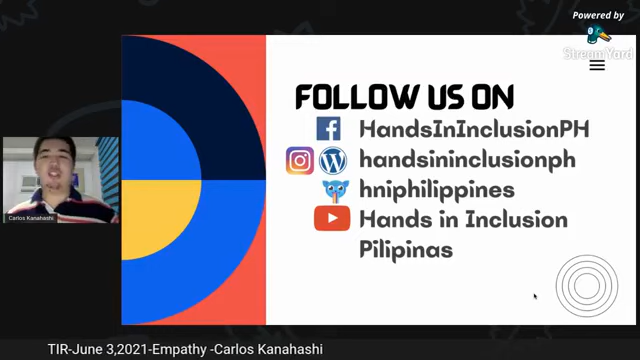 Powered by
StreamYard
FOLLOW US ON
HandsInInclusionPH
handsininclusionph
hniphilippines
Hands in Inclusion
Pilipinas
Carlos Kanahashi
TIR-June 3,2021-Empathy -Carlos Kanahashi